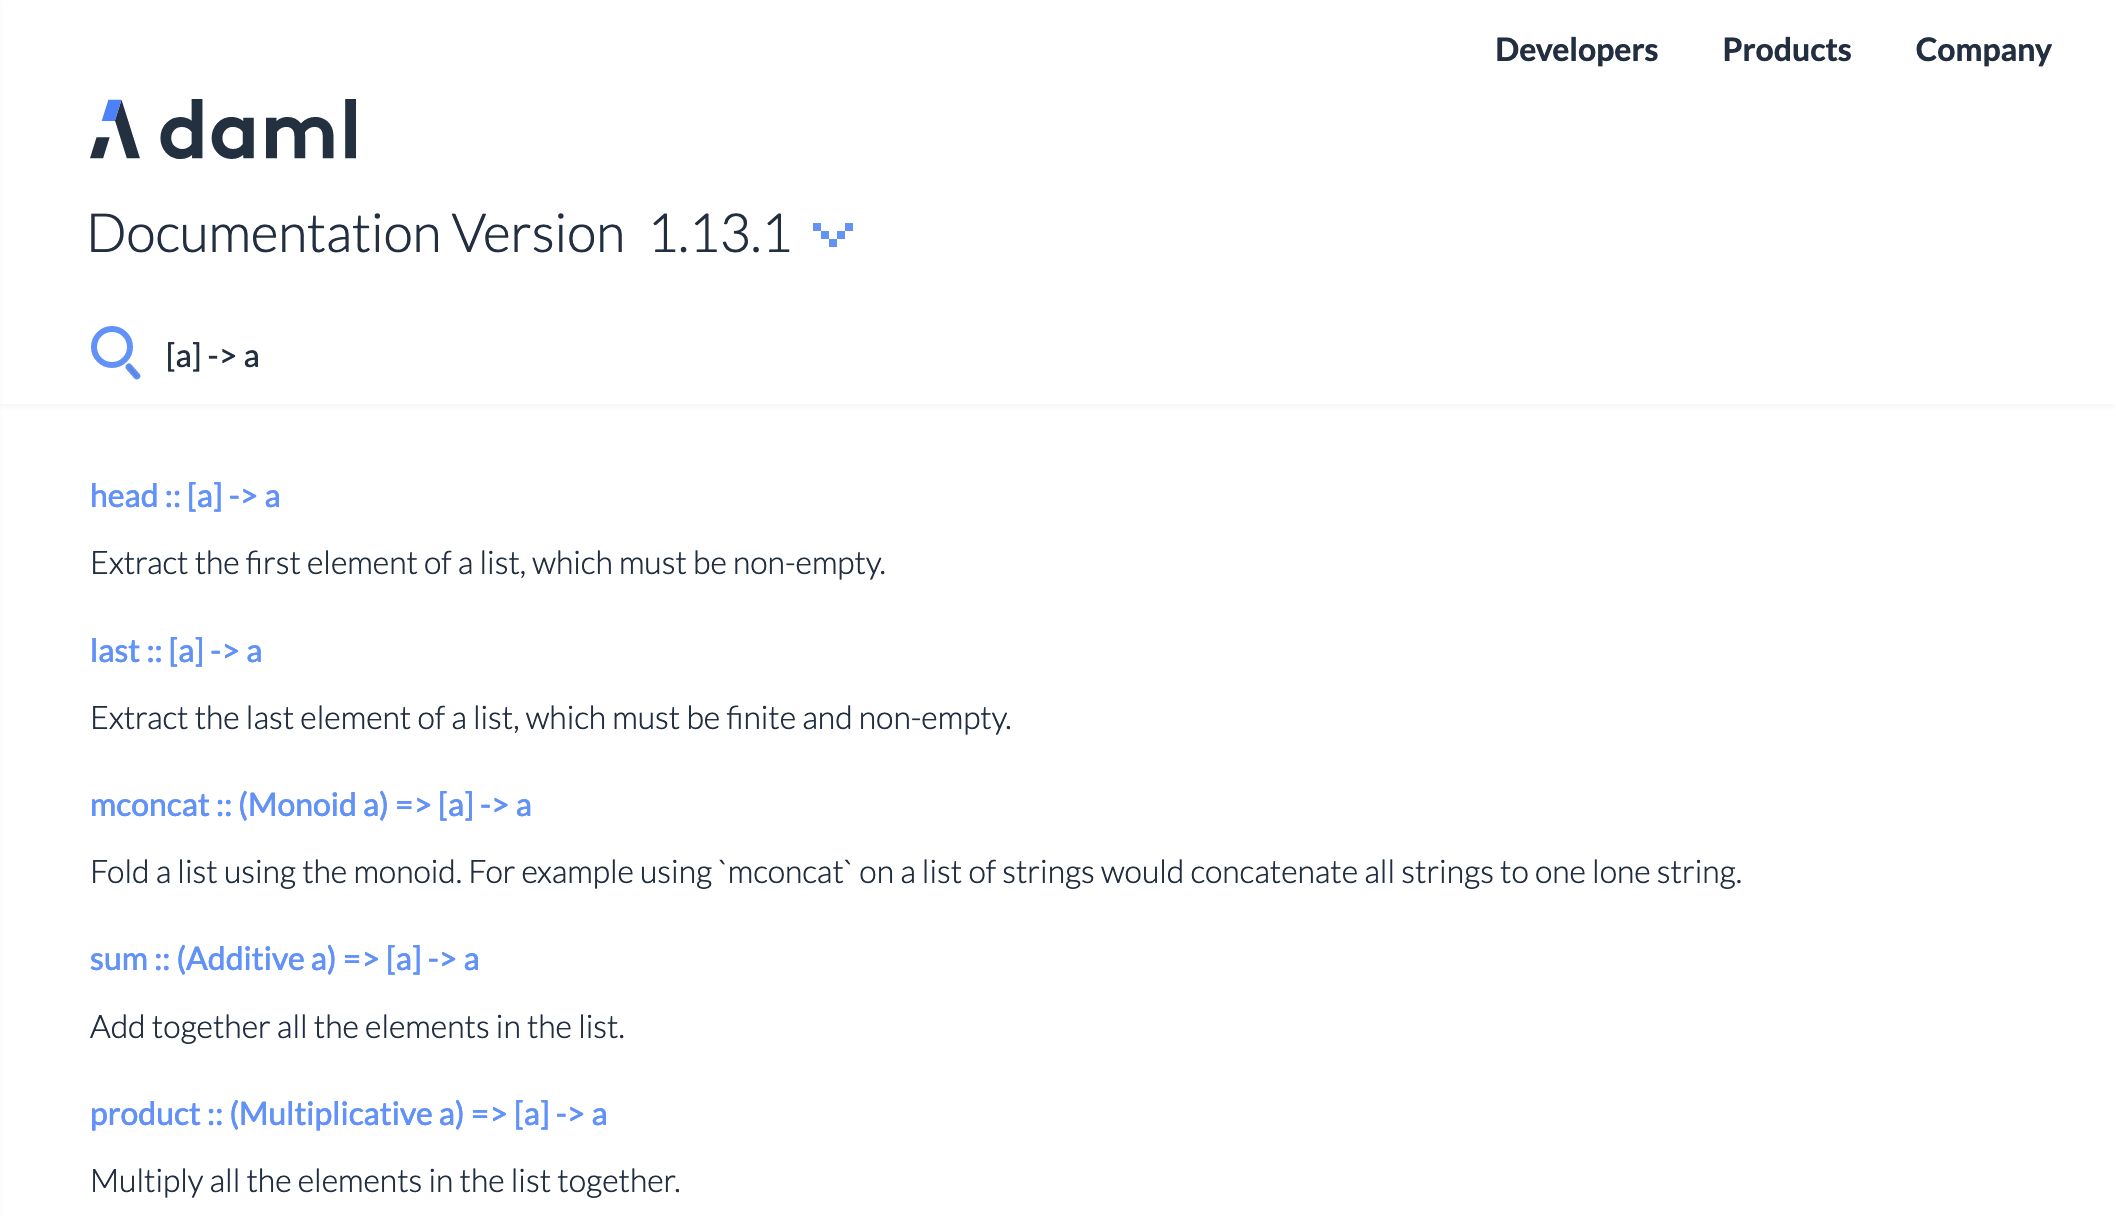 Developers Products Company
daml
Documentation Version 1.13.1
[a] -> a
head :: [a] -> a
Extract the first element of a list, which must be non-empty.
last :: [a] -> a
Extract the last element of a list, which must be finite and non-empty.
mconcat :: (Monoid a) => [a] -> a
Fold a list using the monoid. For example using `mconcat` on a list of strings would concatenate all strings to one lone string.
sum :: (Additive a) => [a] -> a
Add together all the elements in the list.
product :: (Multiplicative a) => [a] -> a
Multiply all the elements in the list together.